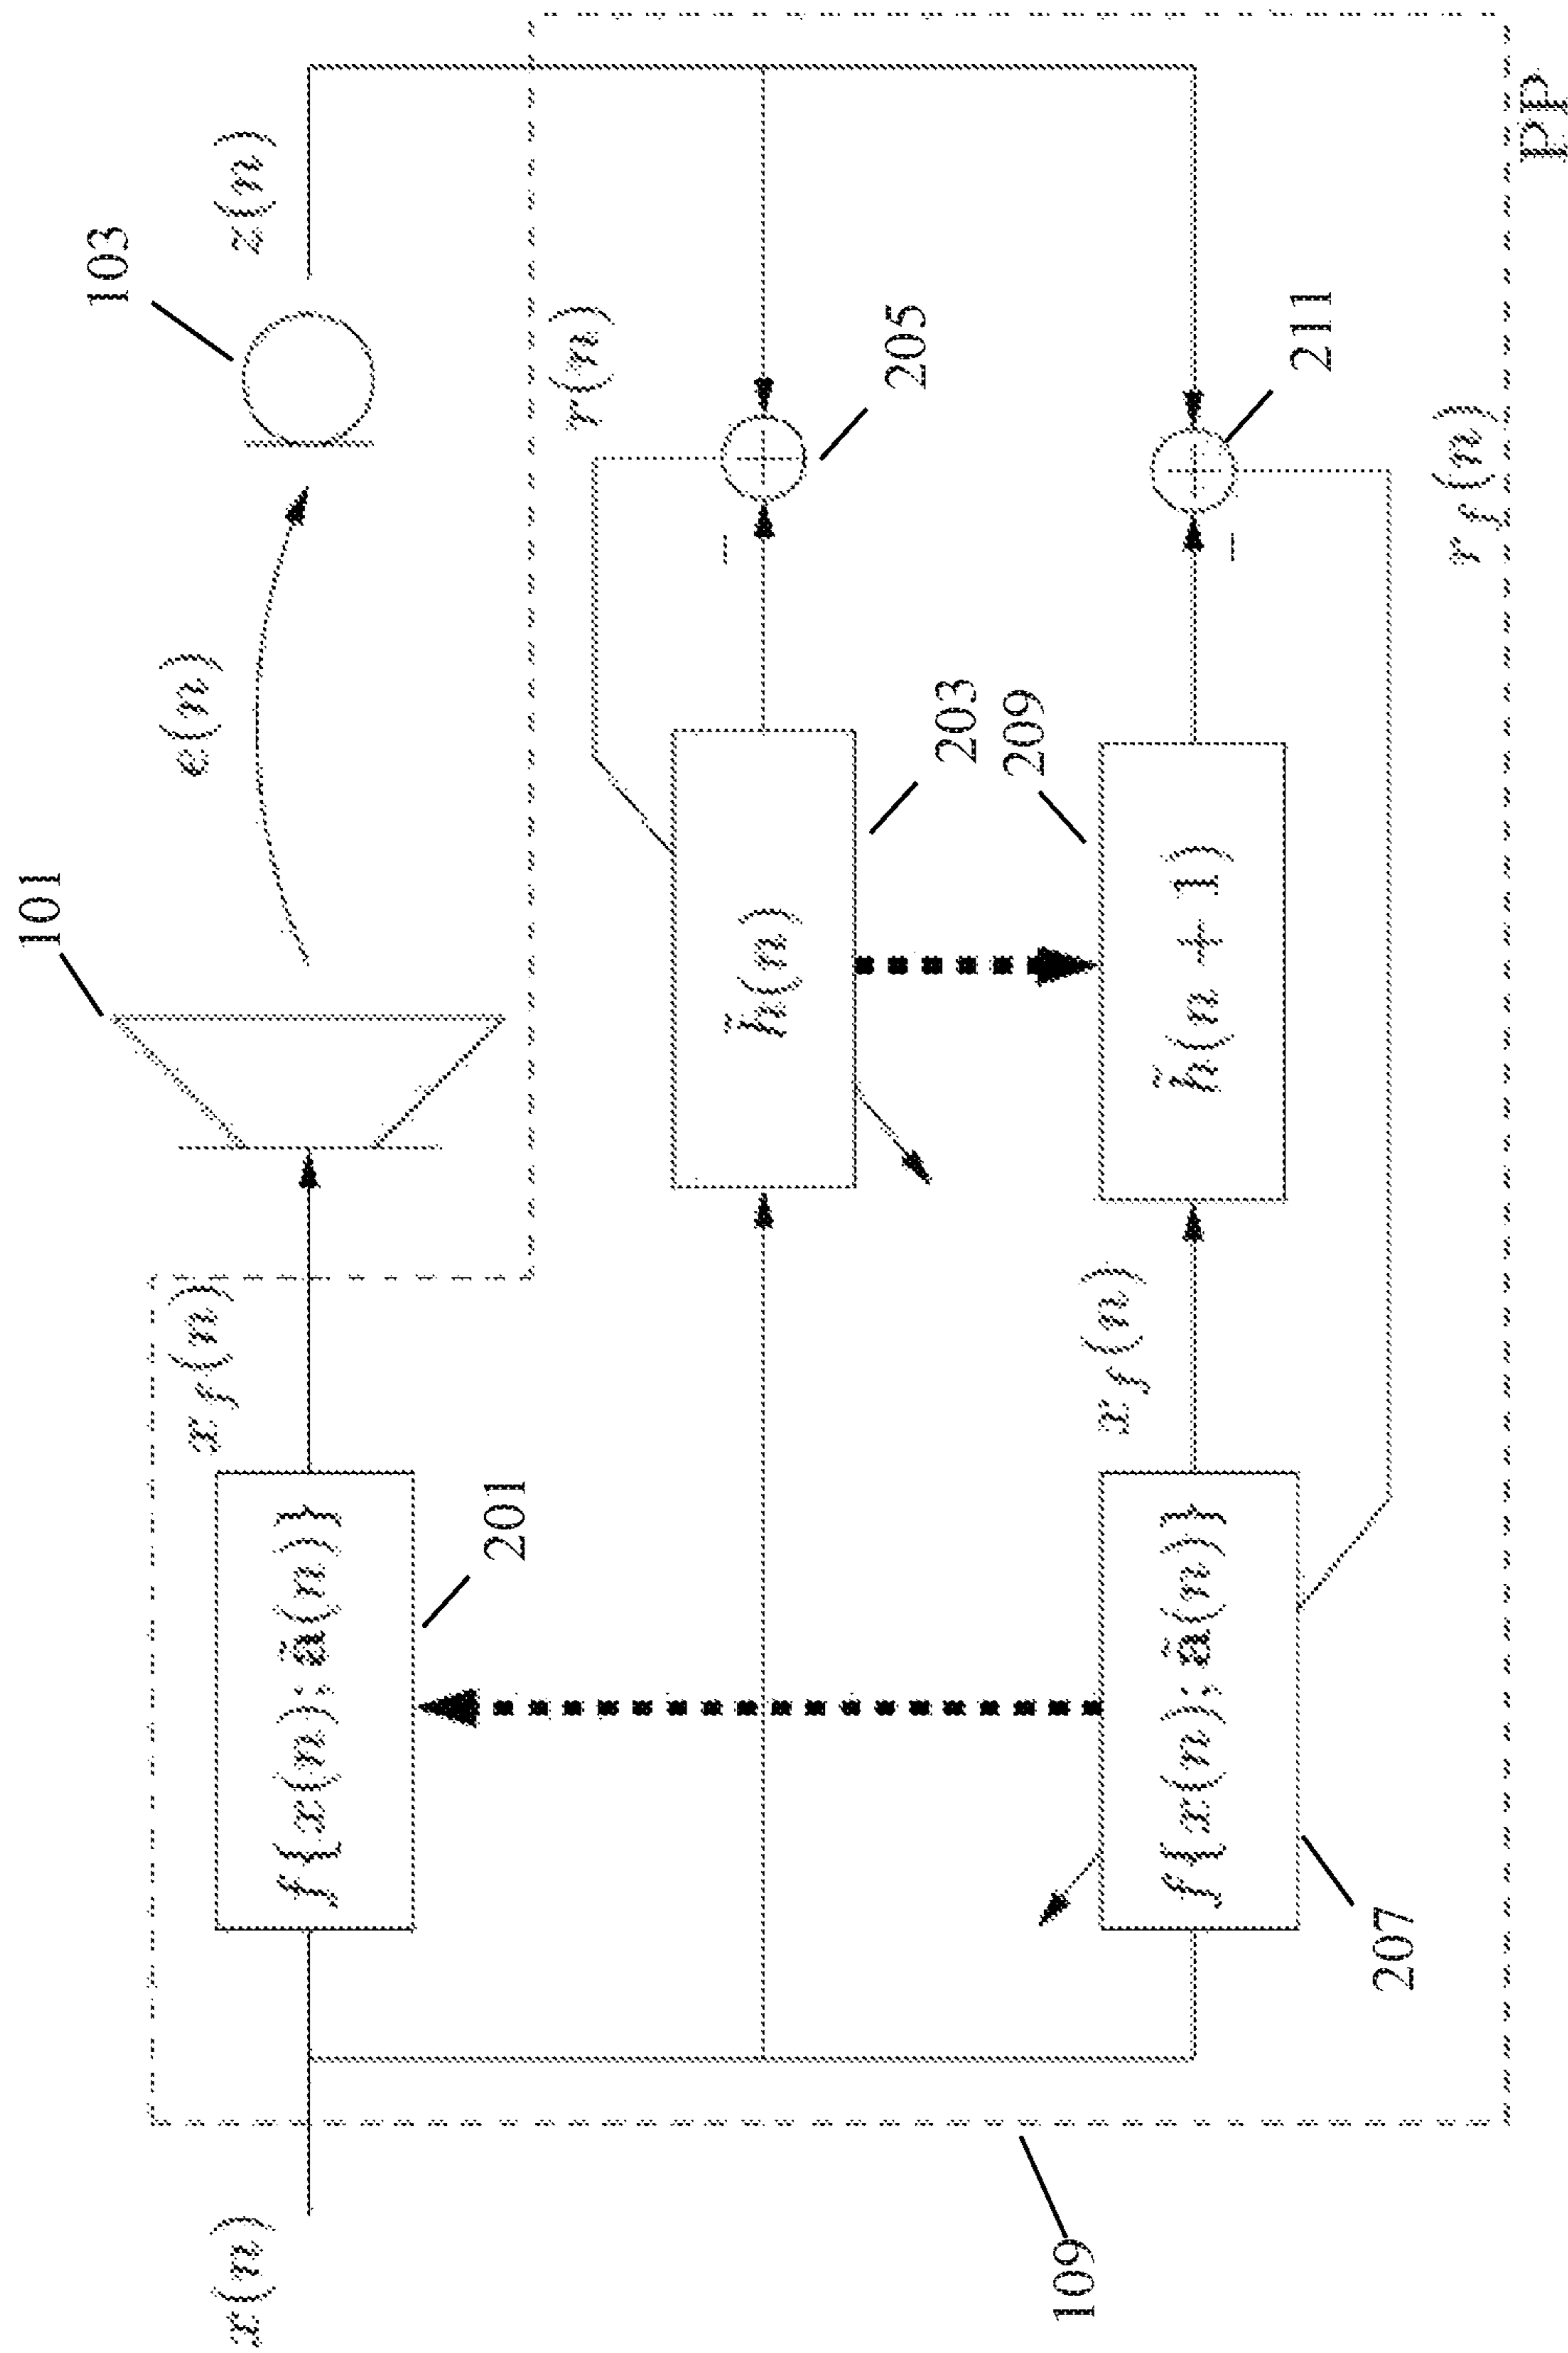 101
103
e(n)
z(n)
x(n)
f{x(n); ã(n)}
x_f(n)
201
r(n)
205
h̃(n)
203
209
h̃(n + 1)
211
x_f(n)
f{x(n); ã(n)}
207
r_f(n)
109
PP